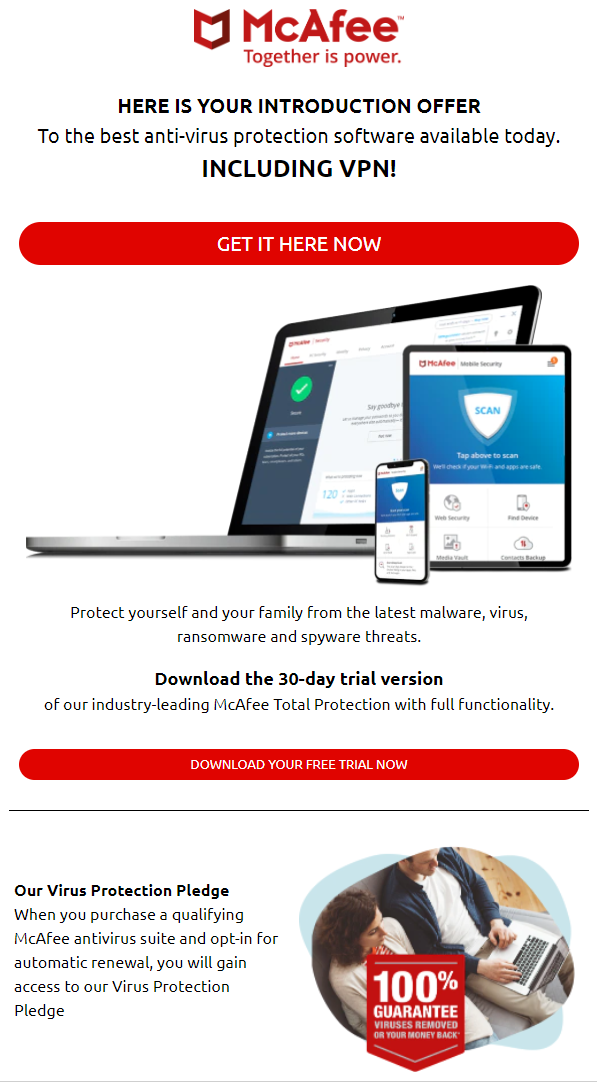 McAfee™
Together is power.
HERE IS YOUR INTRODUCTION OFFER
To the best anti-virus protection software available today.
INCLUDING VPN!
GET IT HERE NOW
McAfee Security
Secure
Say goodbye
120
McAfee | Mobile Security
SCAN
Tap above to scan
We'll check if your Wi-Fi and apps are safe.
Web Security
Find Device
Media Vault
Contacts Backup
Protect yourself and your family from the latest malware, virus,
ransomware and spyware threats.
Download the 30-day trial version
of our industry-leading McAfee Total Protection with full functionality.
DOWNLOAD YOUR FREE TRIAL NOW
Our Virus Protection Pledge
When you purchase a qualifying
McAfee antivirus suite and opt-in for
automatic renewal, you will gain
access to our Virus Protection
Pledge
100%
GUARANTEE
VIRUSES REMOVED
OR YOUR MONEY BACK*